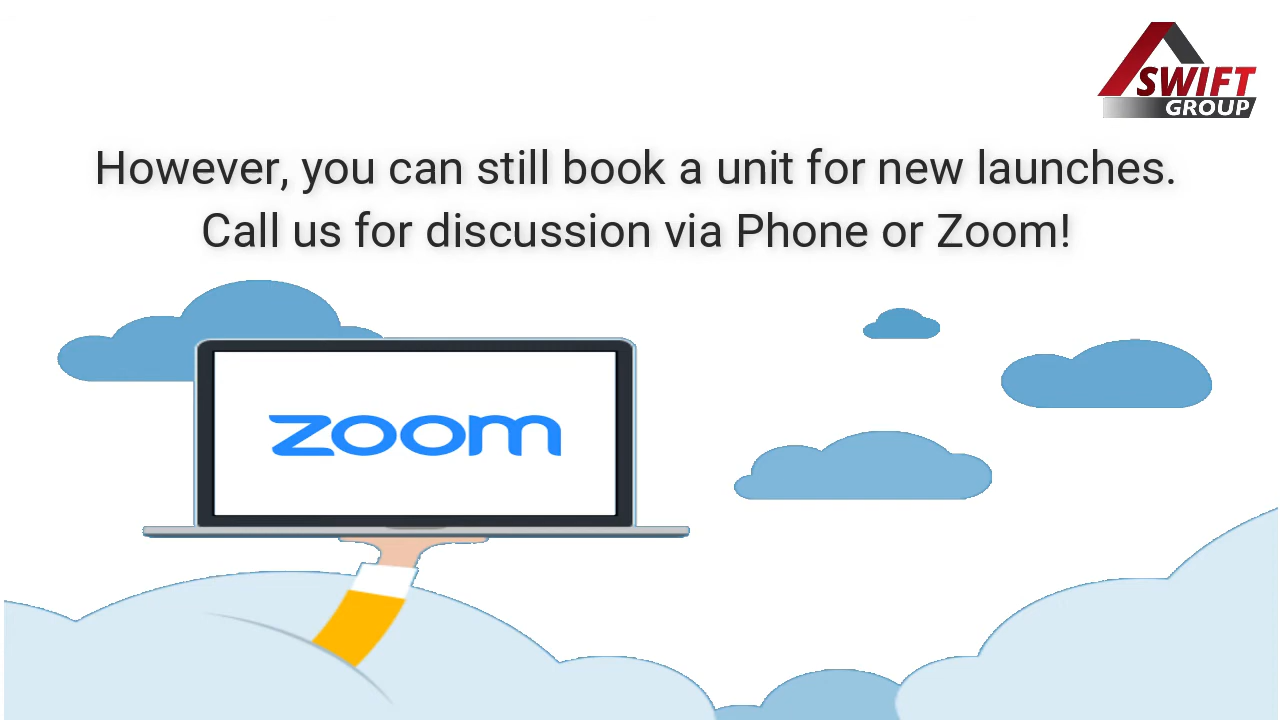 SWIFT
GROUP
However, you can still book a unit for new launches.
Call us for discussion via Phone or Zoom!
zoom